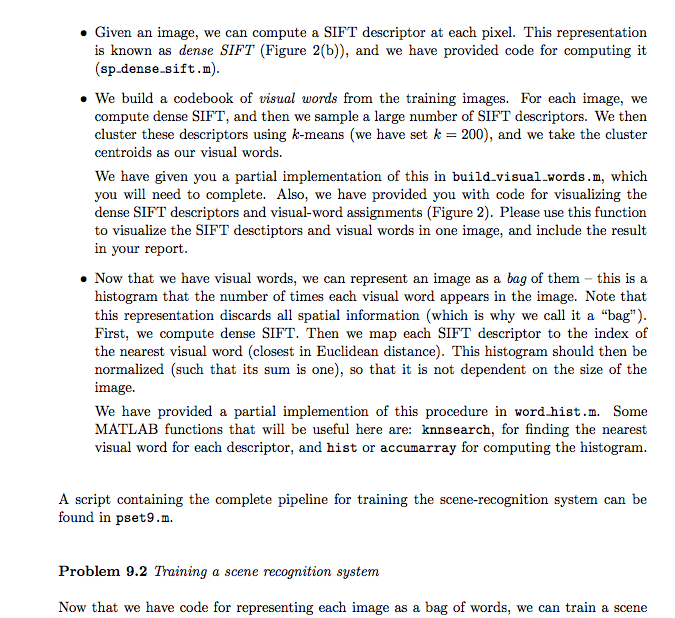 • Given an image, we can compute a SIFT descriptor at each pixel. This representation
is known as dense SIFT (Figure 2(b)), and we have provided code for computing it
(sp_dense_sift.m).
• We build a codebook of visual words from the training images. For each image, we
compute dense SIFT, and then we sample a large number of SIFT descriptors. We then
cluster these descriptors using k-means (we have set k = 200), and we take the cluster
centroids as our visual words.
We have given you a partial implementation of this in build_visual_words.m, which
you will need to complete. Also, we have provided you with code for visualizing the
dense SIFT descriptors and visual-word assignments (Figure 2). Please use this function
to visualize the SIFT desctiptors and visual words in one image, and include the result
in your report.
• Now that we have visual words, we can represent an image as a bag of them – this is a
histogram that the number of times each visual word appears in the image. Note that
this representation discards all spatial information (which is why we call it a “bag”).
First, we compute dense SIFT. Then we map each SIFT descriptor to the index of
the nearest visual word (closest in Euclidean distance). This histogram should then be
normalized (such that its sum is one), so that it is not dependent on the size of the
image.
We have provided a partial implemention of this procedure in word_hist.m. Some
MATLAB functions that will be useful here are: knnsearch, for finding the nearest
visual word for each descriptor, and hist or accumarray for computing the histogram.
A script containing the complete pipeline for training the scene-recognition system can be
found in pset9.m.
Problem 9.2 Training a scene recognition system
Now that we have code for representing each image as a bag of words, we can train a scene